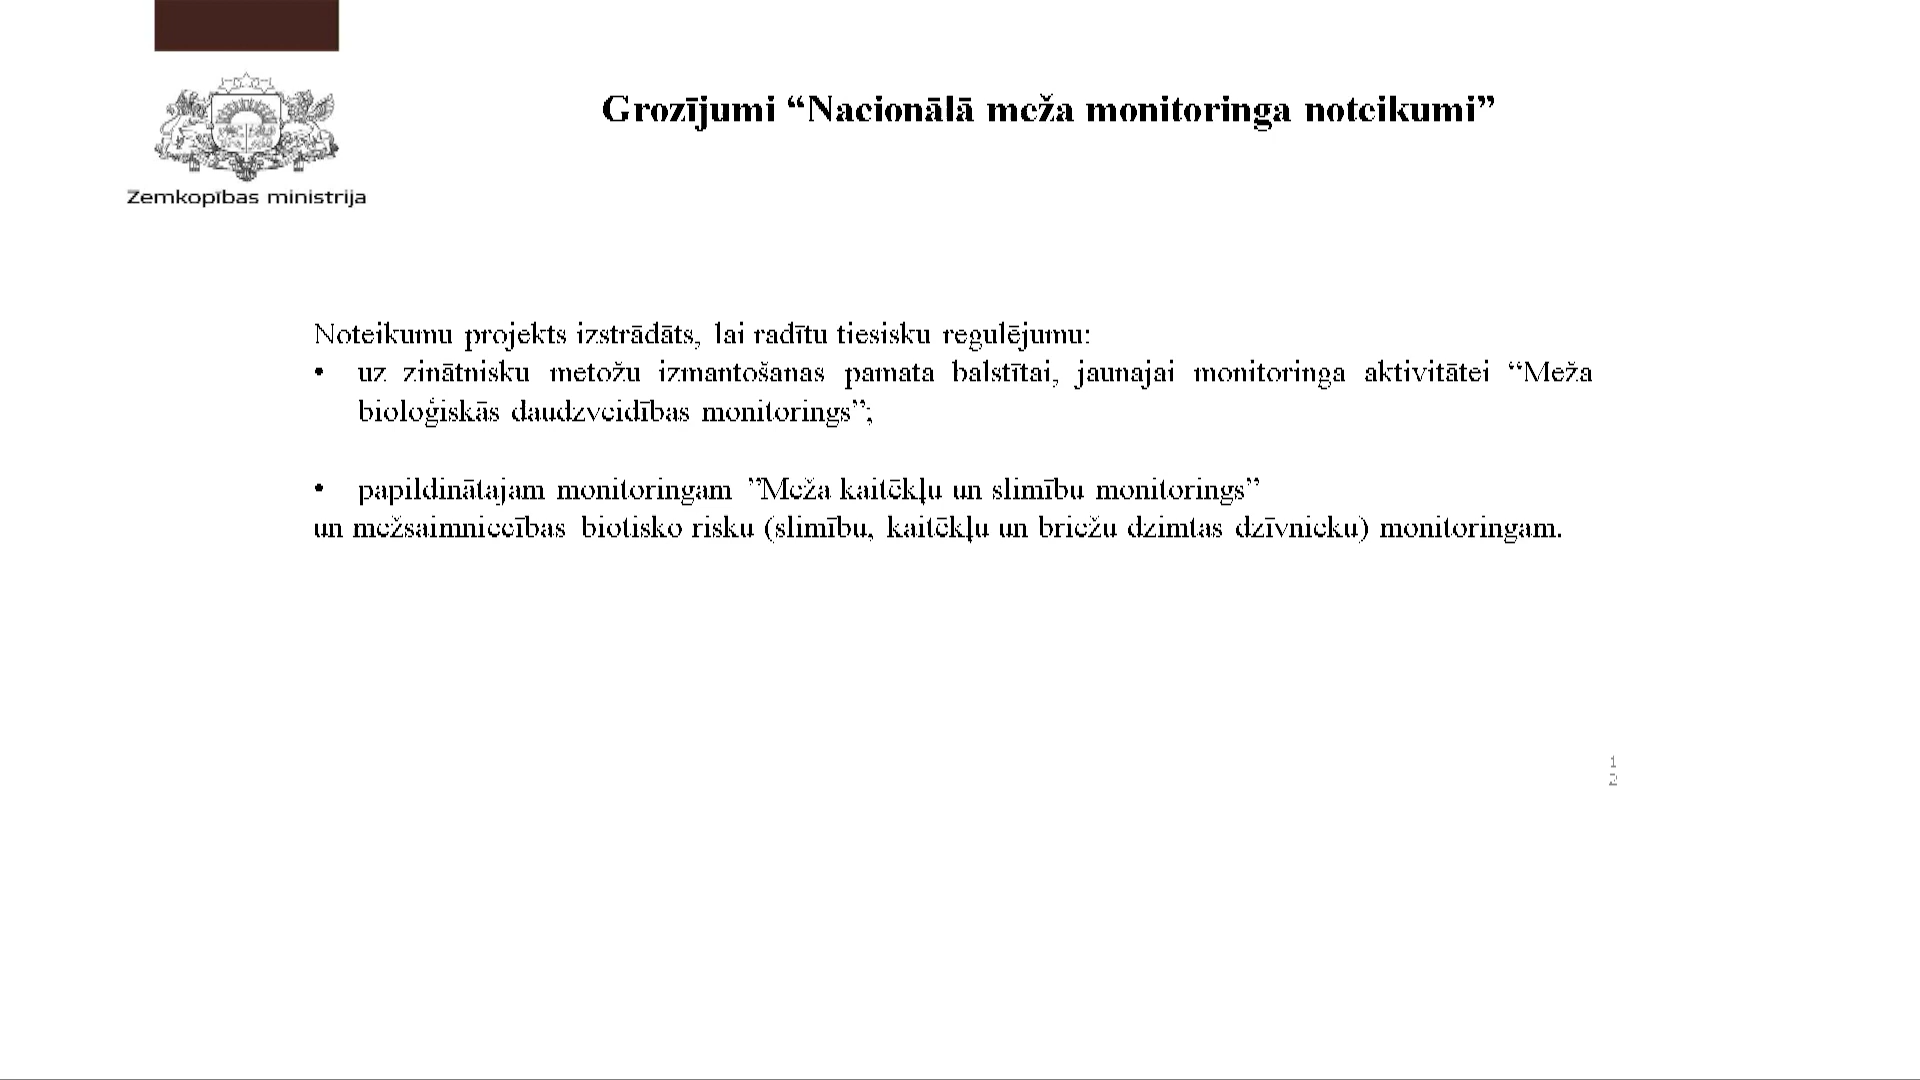 Zemkopības ministrija
Grozījumi “Nacionālā meža monitoringa noteikumi”
Noteikumu projekts izstrādāts, lai radītu tiesisku regulējumu:
• uz zinātnisku metožu izmantošanas pamata balstītai, jaunajai monitoringa aktivitātei “Meža
bioloģiskās daudzveidības monitorings”;
• papildinātajam monitoringam ”Meža kaitēkļu un slimību monitorings”
un mežsaimniecības biotisko risku (slimību, kaitēkļu un briežu dzimtas dzīvnieku) monitoringam.
1
2